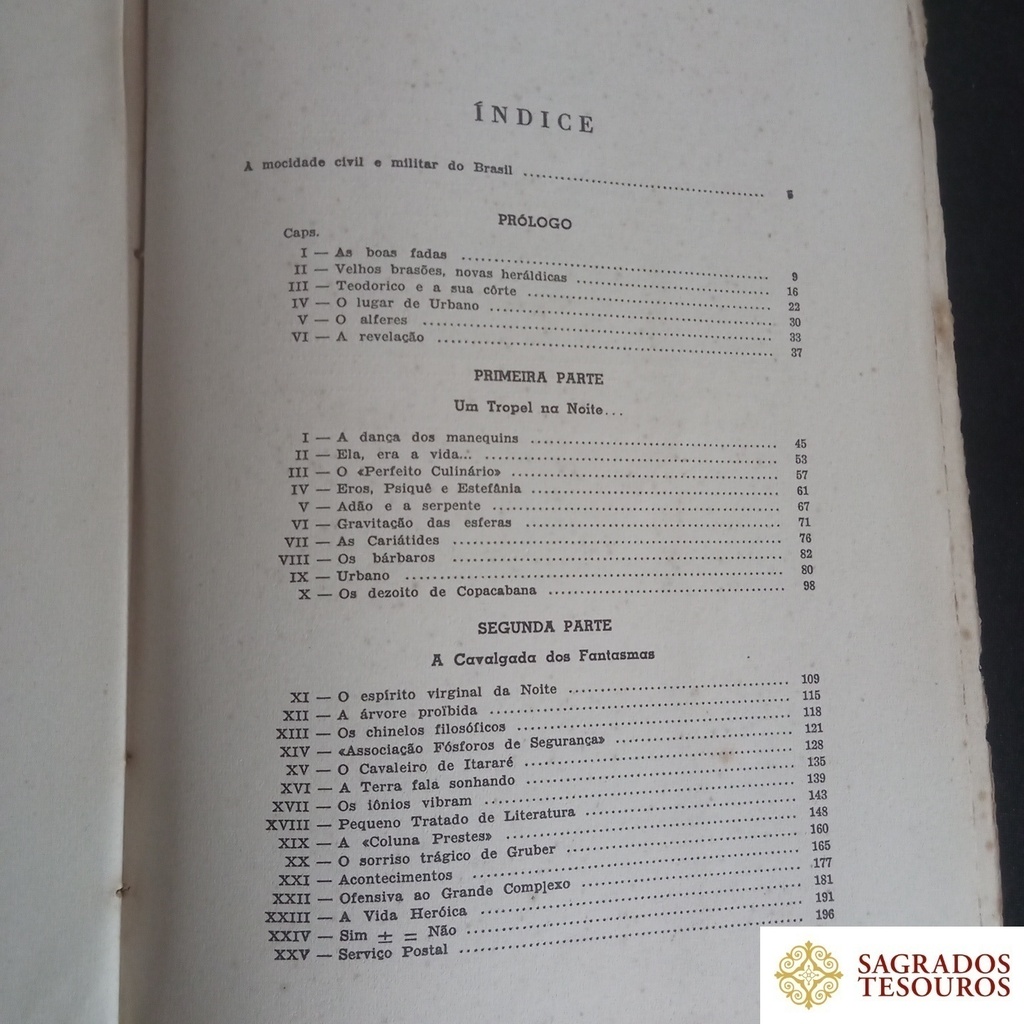 ÍNDICE
A mocidade civil e militar do Brasil ........................ 5
PRÓLOGO
Caps.
I — As boas fadas ........................ 9
II — Velhos brasões, novas heráldicas ........................ 16
III — Teodorico e a sua côrte ........................ 22
IV — O lugar de Urbano ........................ 30
V — O alferes ........................ 33
VI — A revelação ........................ 37
PRIMEIRA PARTE
Um Tropel na Noite...
I — A dança dos manequins ........................ 45
II — Ela, era a vida... ........................ 53
III — O «Perfeito Culinário» ........................ 57
IV — Eros, Psiquê e Estefânia ........................ 61
V — Adão e a serpente ........................ 67
VI — Gravitação das esferas ........................ 71
VII — As Cariátides ........................ 76
VIII — Os bárbaros ........................ 82
IX — Urbano ........................ 80
X — Os dezoito de Copacabana ........................ 98
SEGUNDA PARTE
A Cavalgada dos Fantasmas
XI — O espírito virginal da Noite ........................ 109
XII — A árvore proïbida ........................ 115
XIII — Os chinelos filosóficos ........................ 118
XIV — «Associação Fósforos de Segurança» ........................ 121
XV — O Cavaleiro de Itararé ........................ 128
XVI — A Terra fala sonhando ........................ 135
XVII — Os iônios vibram ........................ 139
XVIII — Pequeno Tratado de Literatura ........................ 143
XIX — A «Coluna Prestes» ........................ 148
XX — O sorriso trágico de Gruber ........................ 160
XXI — Acontecimentos ........................ 165
XXII — Ofensiva ao Grande Complexo ........................ 177
XXIII — A Vida Heróica ........................ 181
XXIV — Sim ± = Não ........................ 191
XXV — Serviço Postal ........................ 196
SAGRADOS
TESOUROS